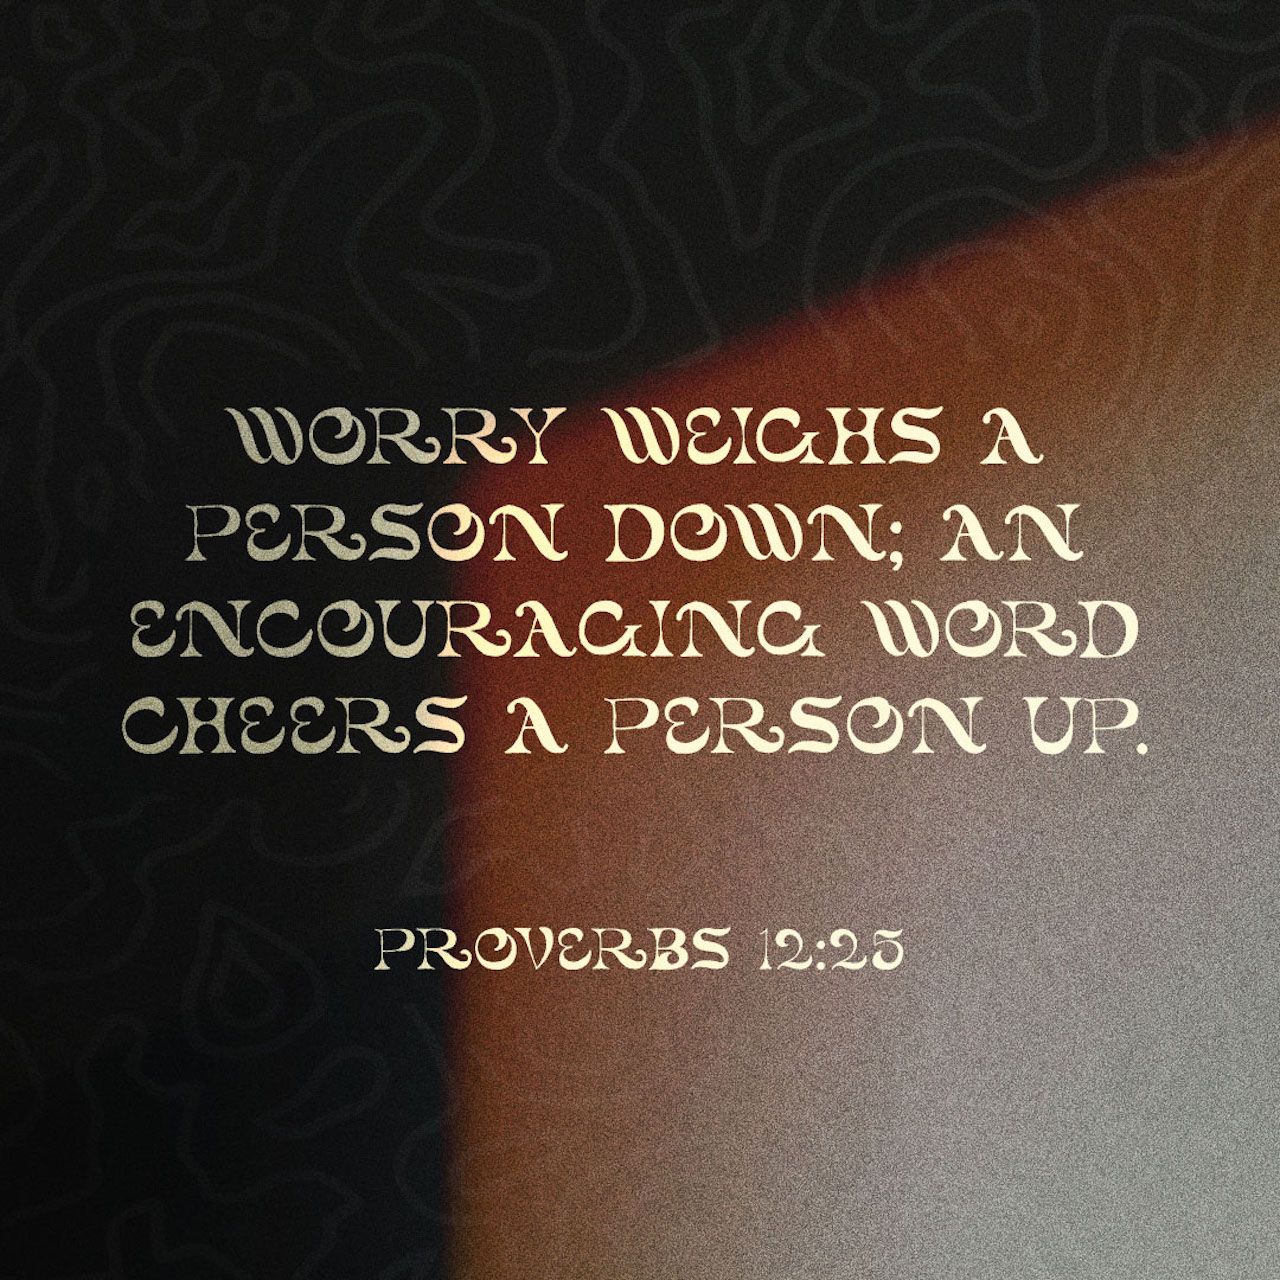 WORRY WEIGHS A
PERSON DOWN; AN
ENCOURAGING WORD
CHEERS A PERSON UP.
PROVERBS 12:25